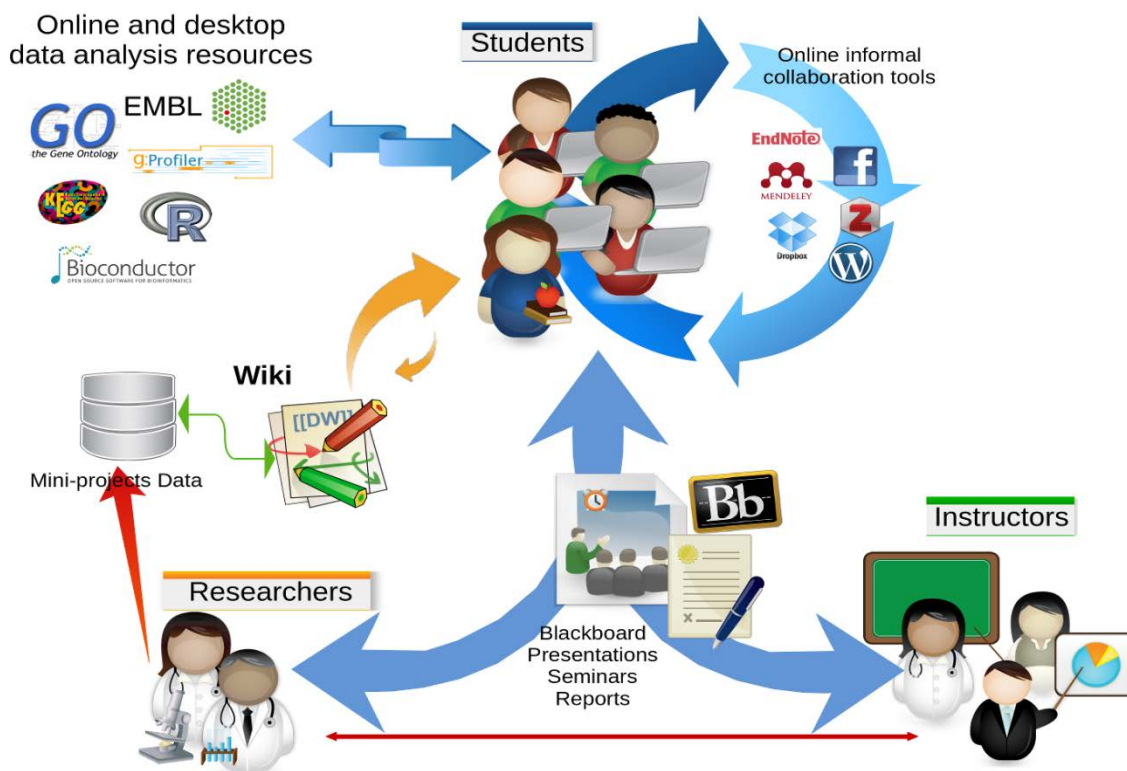 Online and desktop
data analysis resources
EMBL
GO
the Gene Ontology
g:Profiler
KEGG
R
Bioconductor
OPEN SOURCE SOFTWARE FOR BIOINFORMATICS
Students
Online informal
collaboration tools
EndNote
f
MENDELEY
Z
Dropbox
W
Wiki
[[DW]]
Mini-projects Data
Bb
Instructors
Researchers
Blackboard
Presentations
Seminars
Reports
x